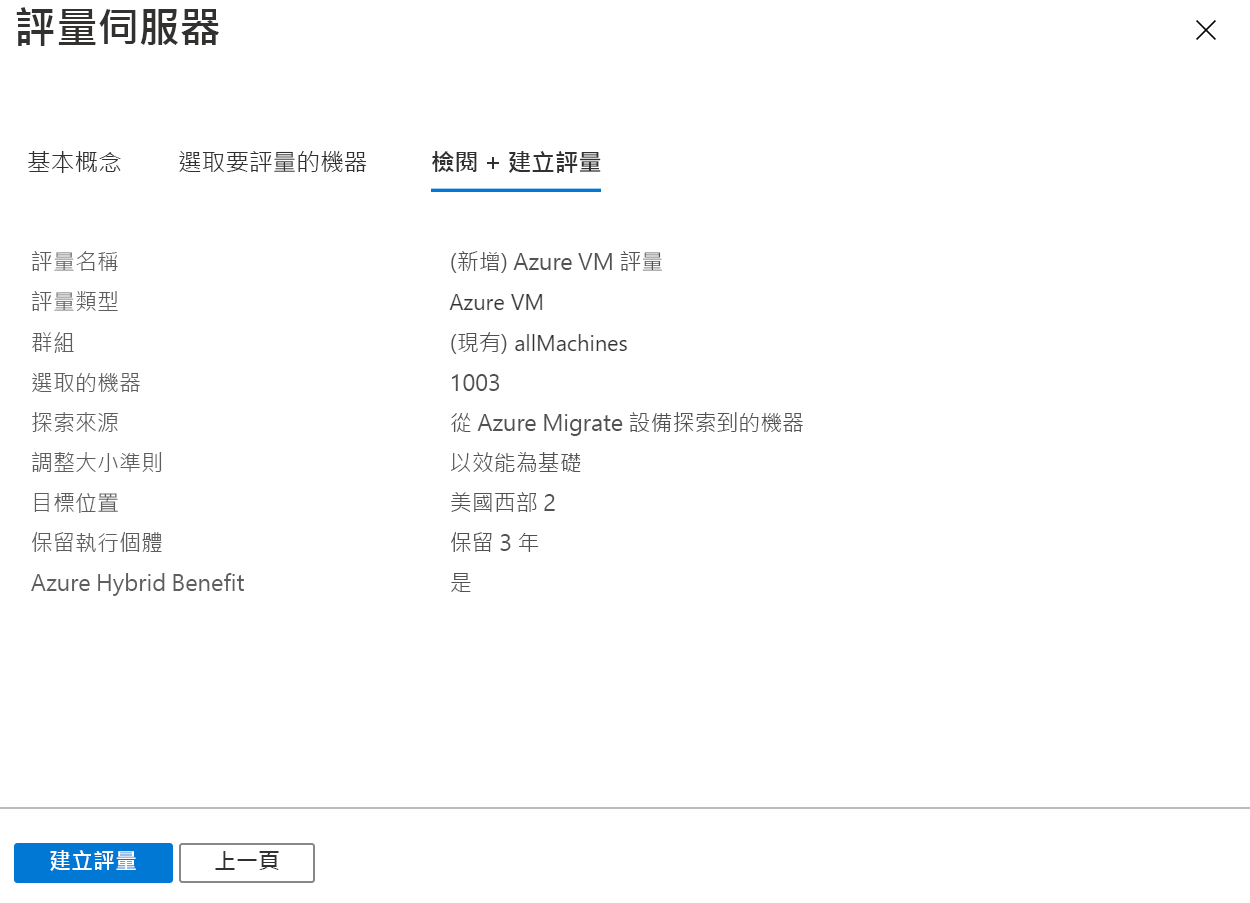 評量伺服器
基本概念 選取要評量的機器 檢閱 + 建立評量
評量名稱 (新增) Azure VM 評量
評量類型 Azure VM
群組 (現有) allMachines
選取的機器 1003
探索來源 從 Azure Migrate 設備探索到的機器
調整大小準則 以效能為基礎
目標位置 美國西部 2
保留執行個體 保留 3 年
Azure Hybrid Benefit 是
建立評量 上一頁